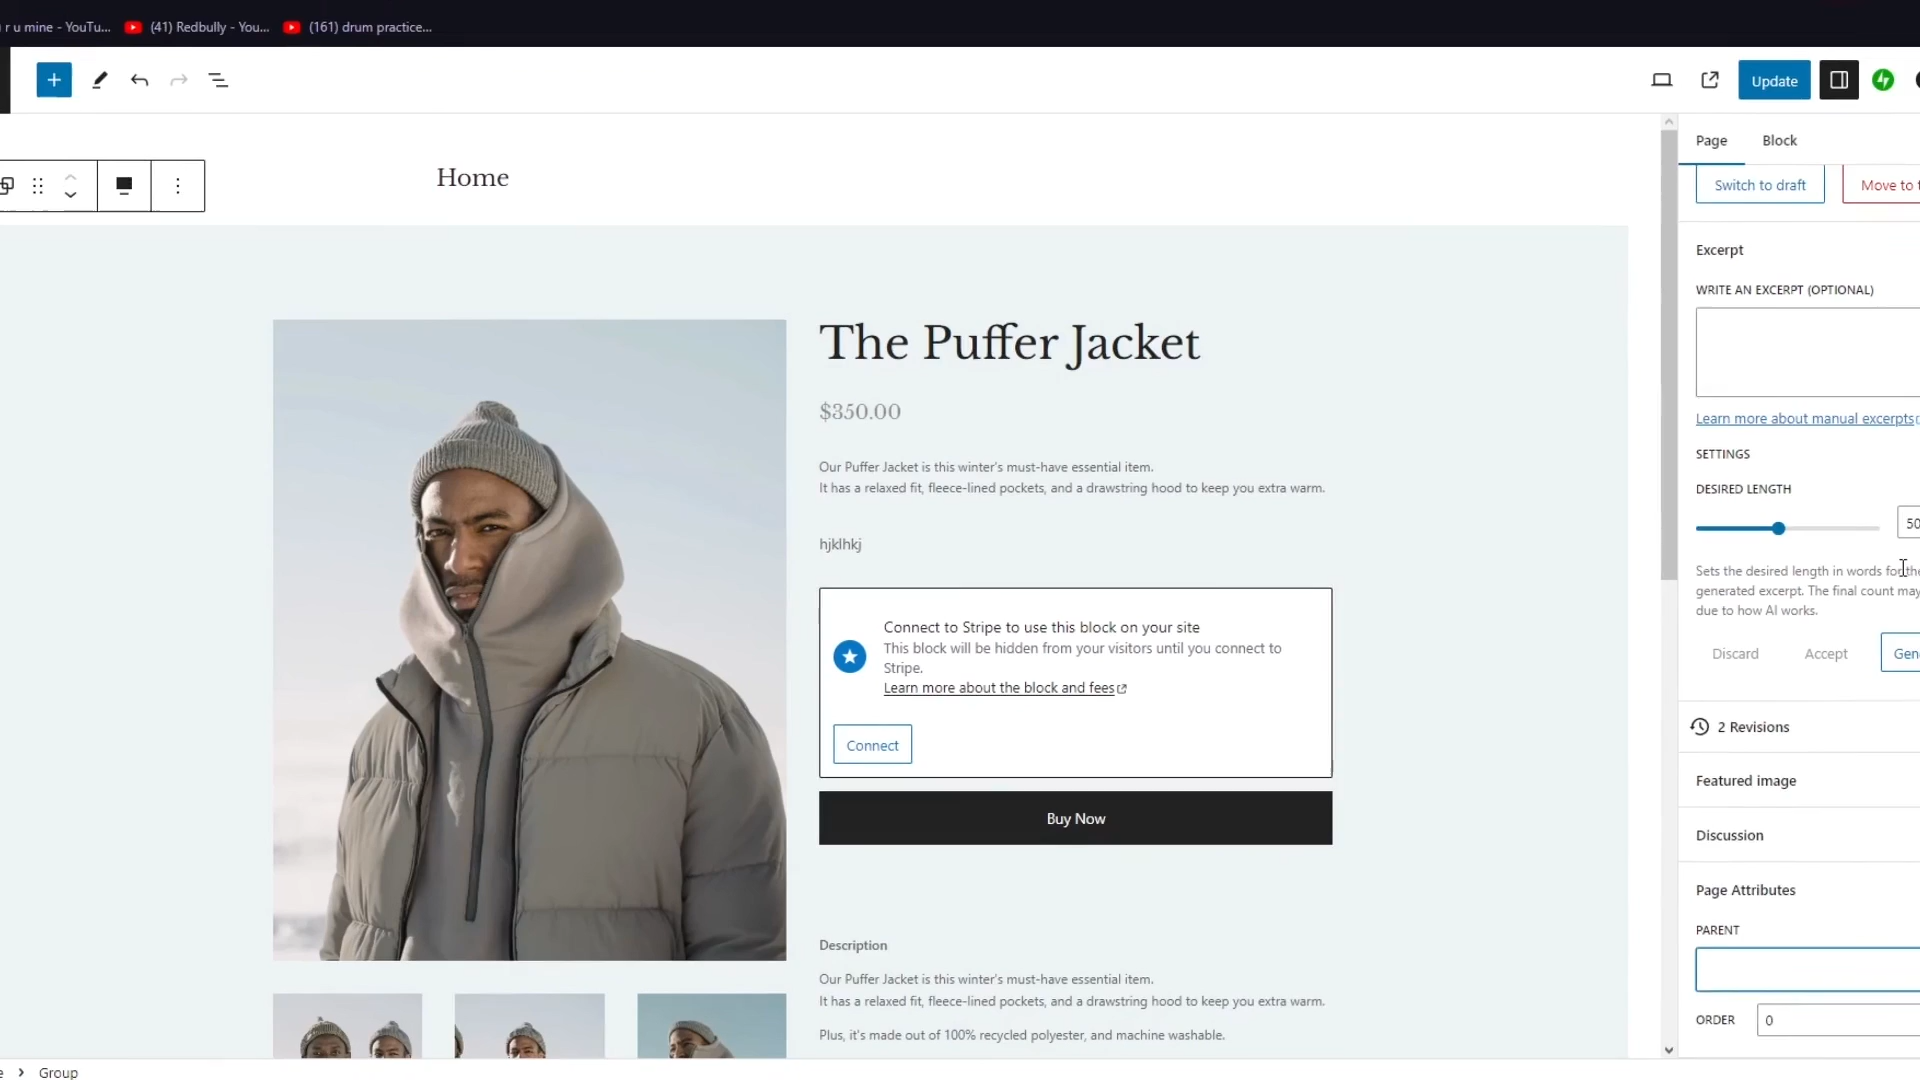 r u mine - YouTu...
(41) Redbully - You...
(161) drum practice...
Update
Page
Block
Home
Switch to draft
Move to
Excerpt
WRITE AN EXCERPT (OPTIONAL)
Learn more about manual excerpts
SETTINGS
DESIRED LENGTH
50
Sets the desired length in words for the
generated excerpt. The final count may
due to how AI works.
Discard
Accept
Gen
2 Revisions
Featured image
Discussion
Page Attributes
PARENT
ORDER
0
The Puffer Jacket
$350.00
Our Puffer Jacket is this winter's must-have essential item.
It has a relaxed fit, fleece-lined pockets, and a drawstring hood to keep you extra warm.
hjklhkj
Connect to Stripe to use this block on your site
This block will be hidden from your visitors until you connect to
Stripe.
Learn more about the block and fees
Connect
Buy Now
Description
Our Puffer Jacket is this winter's must-have essential item.
It has a relaxed fit, fleece-lined pockets, and a drawstring hood to keep you extra warm.
Plus, it's made out of 100% recycled polyester, and machine washable.
Group